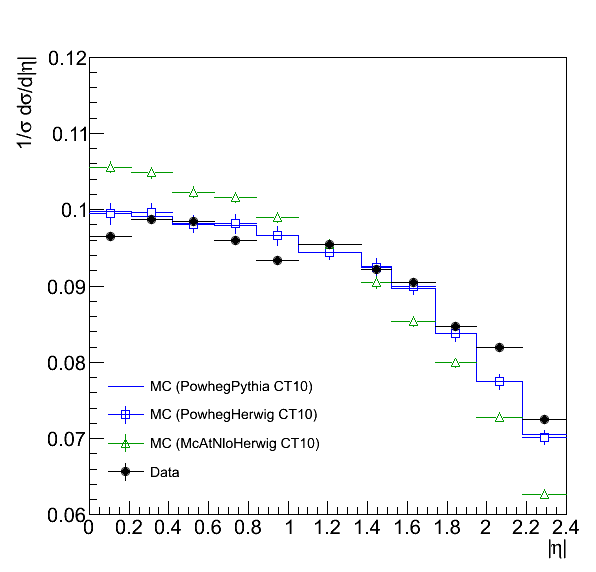 1/σ dσ/d|η|
0.12
0.11
0.1
0.09
0.08
0.07
0.06
MC (PowhegPythia CT10)
MC (PowhegHerwig CT10)
MC (McAtNloHerwig CT10)
Data
0 0.2 0.4 0.6 0.8 1 1.2 1.4 1.6 1.8 2 2.2 2.4
|η|